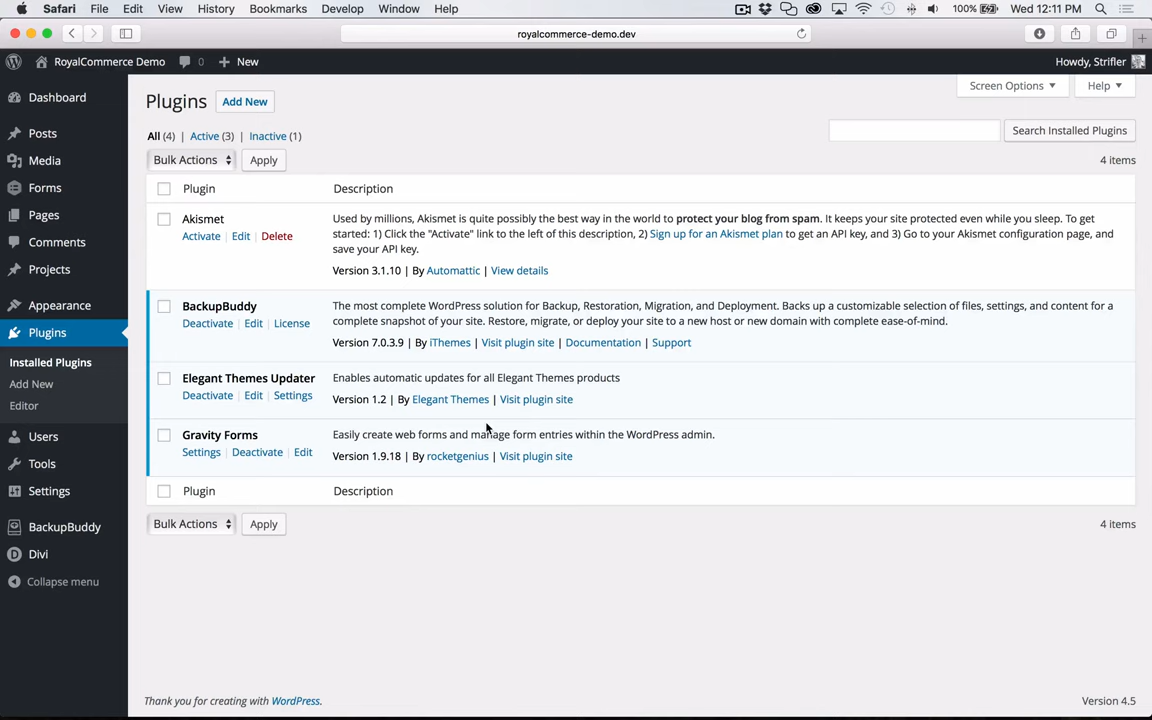 Safari File Edit View History Bookmarks Develop Window Help 100% Wed 12:11 PM
royalcommerce-demo.dev
RoyalCommerce Demo 0 New Howdy, Strifler
Screen Options Help
Plugins Add New
All (4) | Active (3) | Inactive (1)
Search Installed Plugins
Bulk Actions Apply 4 items
Plugin Description
Akismet
Activate | Edit | Delete
Used by millions, Akismet is quite possibly the best way in the world to protect your blog from spam. It keeps your site protected even while you sleep. To get
started: 1) Click the "Activate" link to the left of this description, 2) Sign up for an Akismet plan to get an API key, and 3) Go to your Akismet configuration page, and
save your API key.
Version 3.1.10 | By Automattic | View details
BackupBuddy
Deactivate | Edit | License
The most complete WordPress solution for Backup, Restoration, Migration, and Deployment. Backs up a customizable selection of files, settings, and content for a
complete snapshot of your site. Restore, migrate, or deploy your site to a new host or new domain with complete ease-of-mind.
Version 7.0.3.9 | By iThemes | Visit plugin site | Documentation | Support
Elegant Themes Updater
Deactivate | Edit | Settings
Enables automatic updates for all Elegant Themes products
Version 1.2 | By Elegant Themes | Visit plugin site
Gravity Forms
Settings | Deactivate | Edit
Easily create web forms and manage form entries within the WordPress admin.
Version 1.9.18 | By rocketgenius | Visit plugin site
Plugin Description
Bulk Actions Apply 4 items
Dashboard
Posts
Media
Forms
Pages
Comments
Projects
Appearance
Plugins
Installed Plugins
Add New
Editor
Users
Tools
Settings
BackupBuddy
Divi
Collapse menu
Thank you for creating with WordPress. Version 4.5